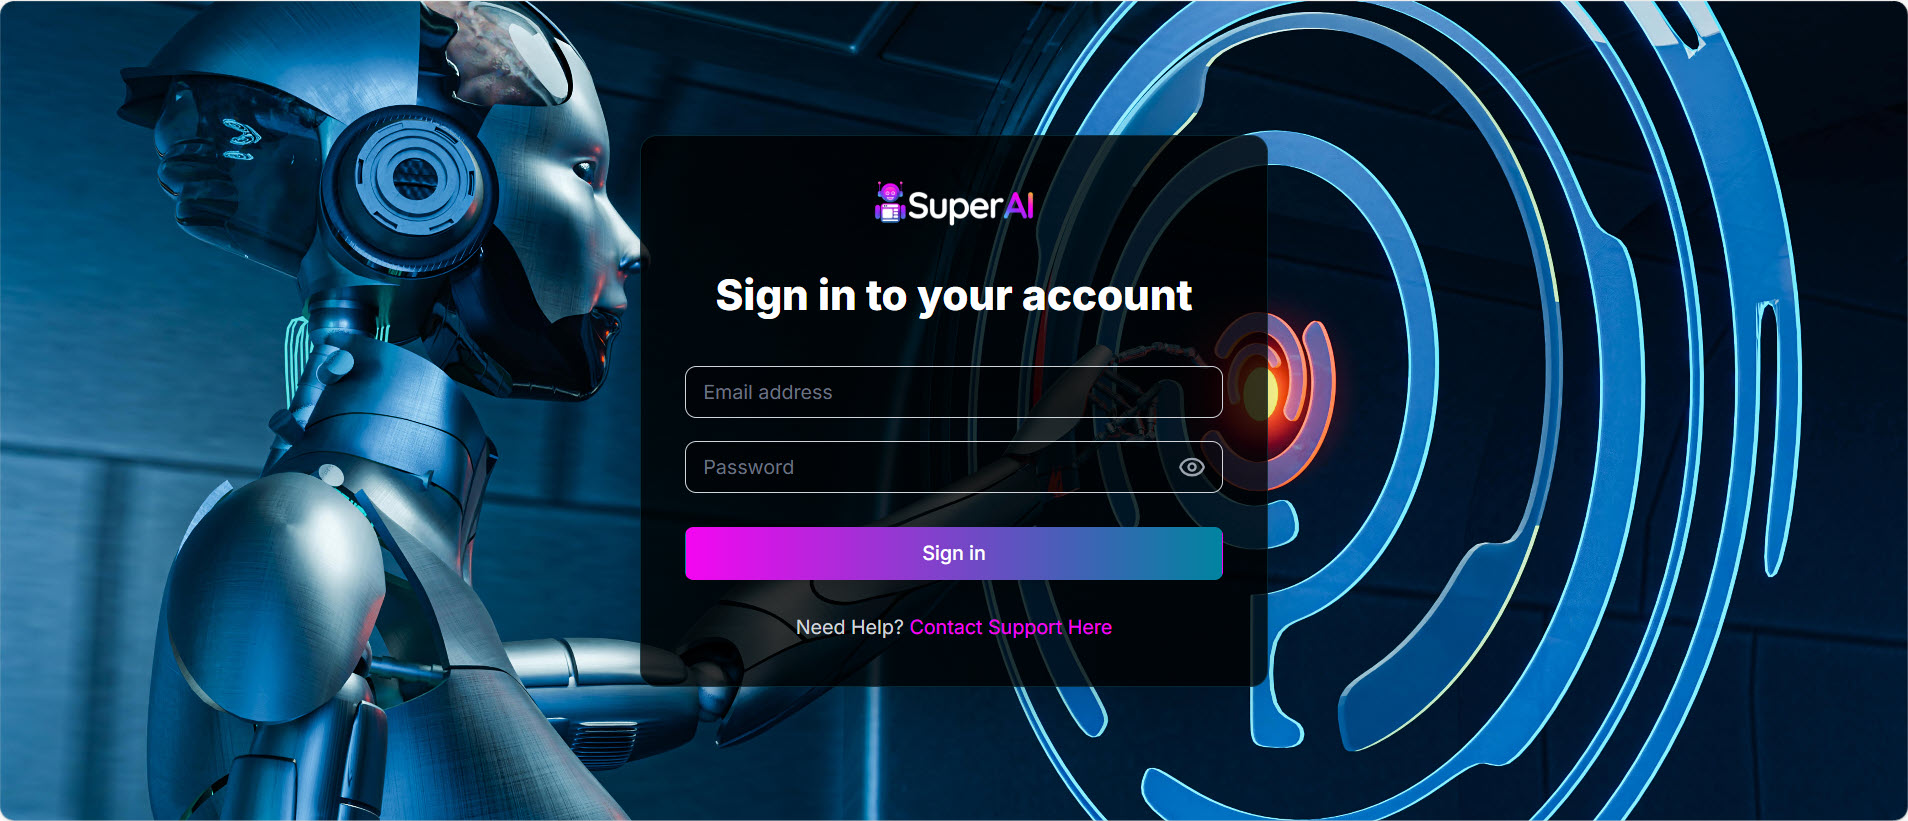 SuperAI
Sign in to your account
Email address
Password
Sign in
Need Help? Contact Support Here